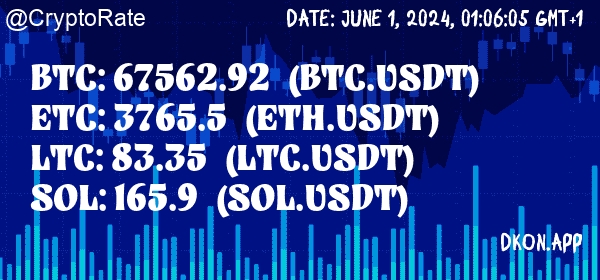 @CryptoRate
DATE: JUNE 1, 2024, 01:06:05 GMT+1
BTC: 67562.92 (BTC.USDT)
ETC: 3765.5 (ETH.USDT)
LTC: 83.35 (LTC.USDT)
SOL: 165.9 (SOL.USDT)
DKON.APP